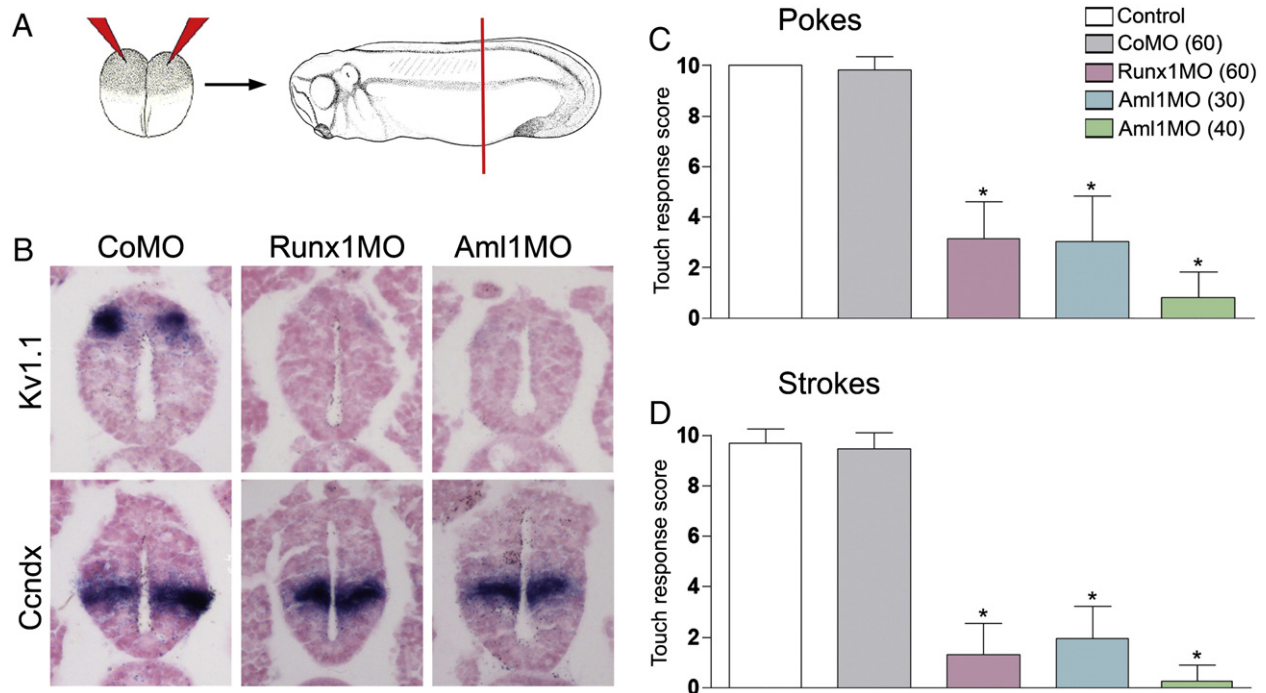 A
B
CoMO Runx1MO Aml1MO
Kv1.1
Ccndx
C
Pokes
Control
CoMO (60)
Runx1MO (60)
Aml1MO (30)
Aml1MO (40)
Touch response score
10
8
6
4
2
0
* * *
D
Strokes
Touch response score
10
8
6
4
2
0
* * *